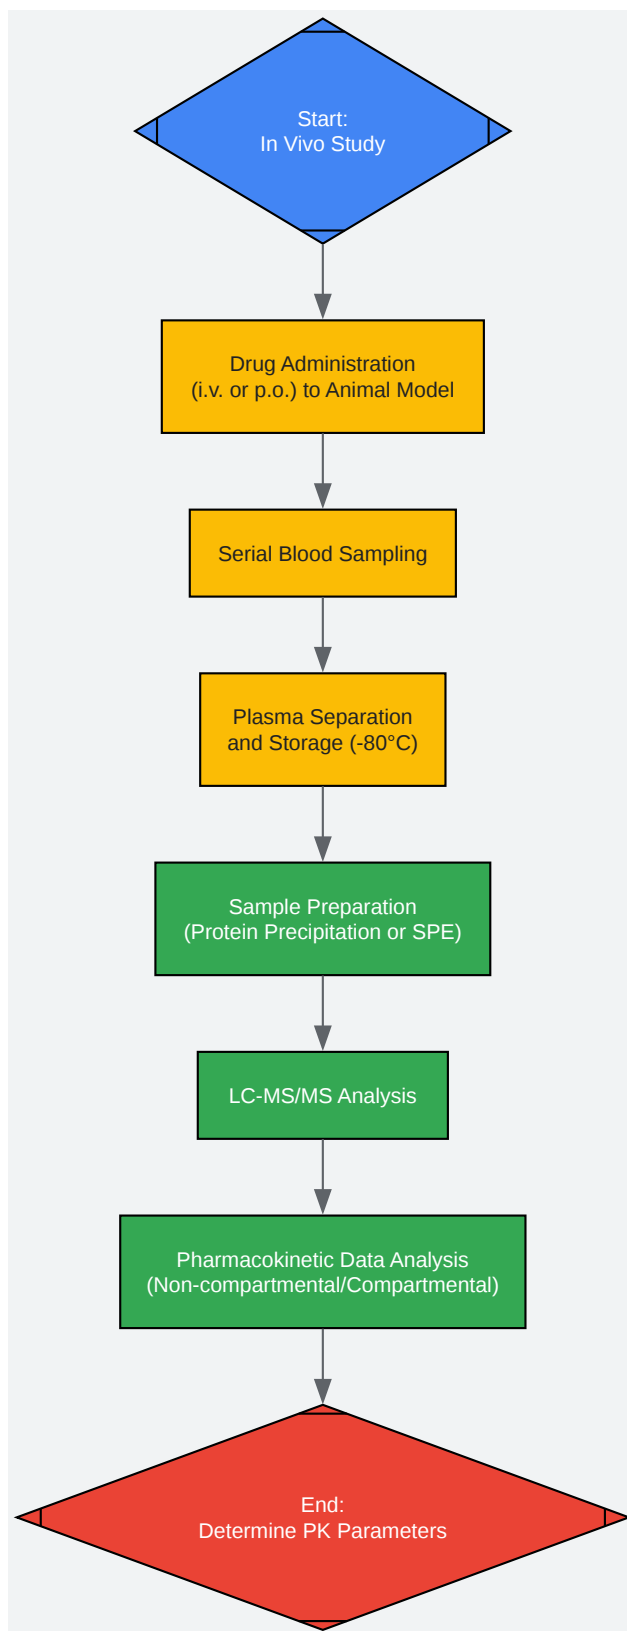 Start:
In Vivo Study
Drug Administration
(i.v. or p.o.) to Animal Model
Serial Blood Sampling
Plasma Separation
and Storage (-80°C)
Sample Preparation
(Protein Precipitation or SPE)
LC-MS/MS Analysis
Pharmacokinetic Data Analysis
(Non-compartmental/Compartmental)
End:
Determine PK Parameters